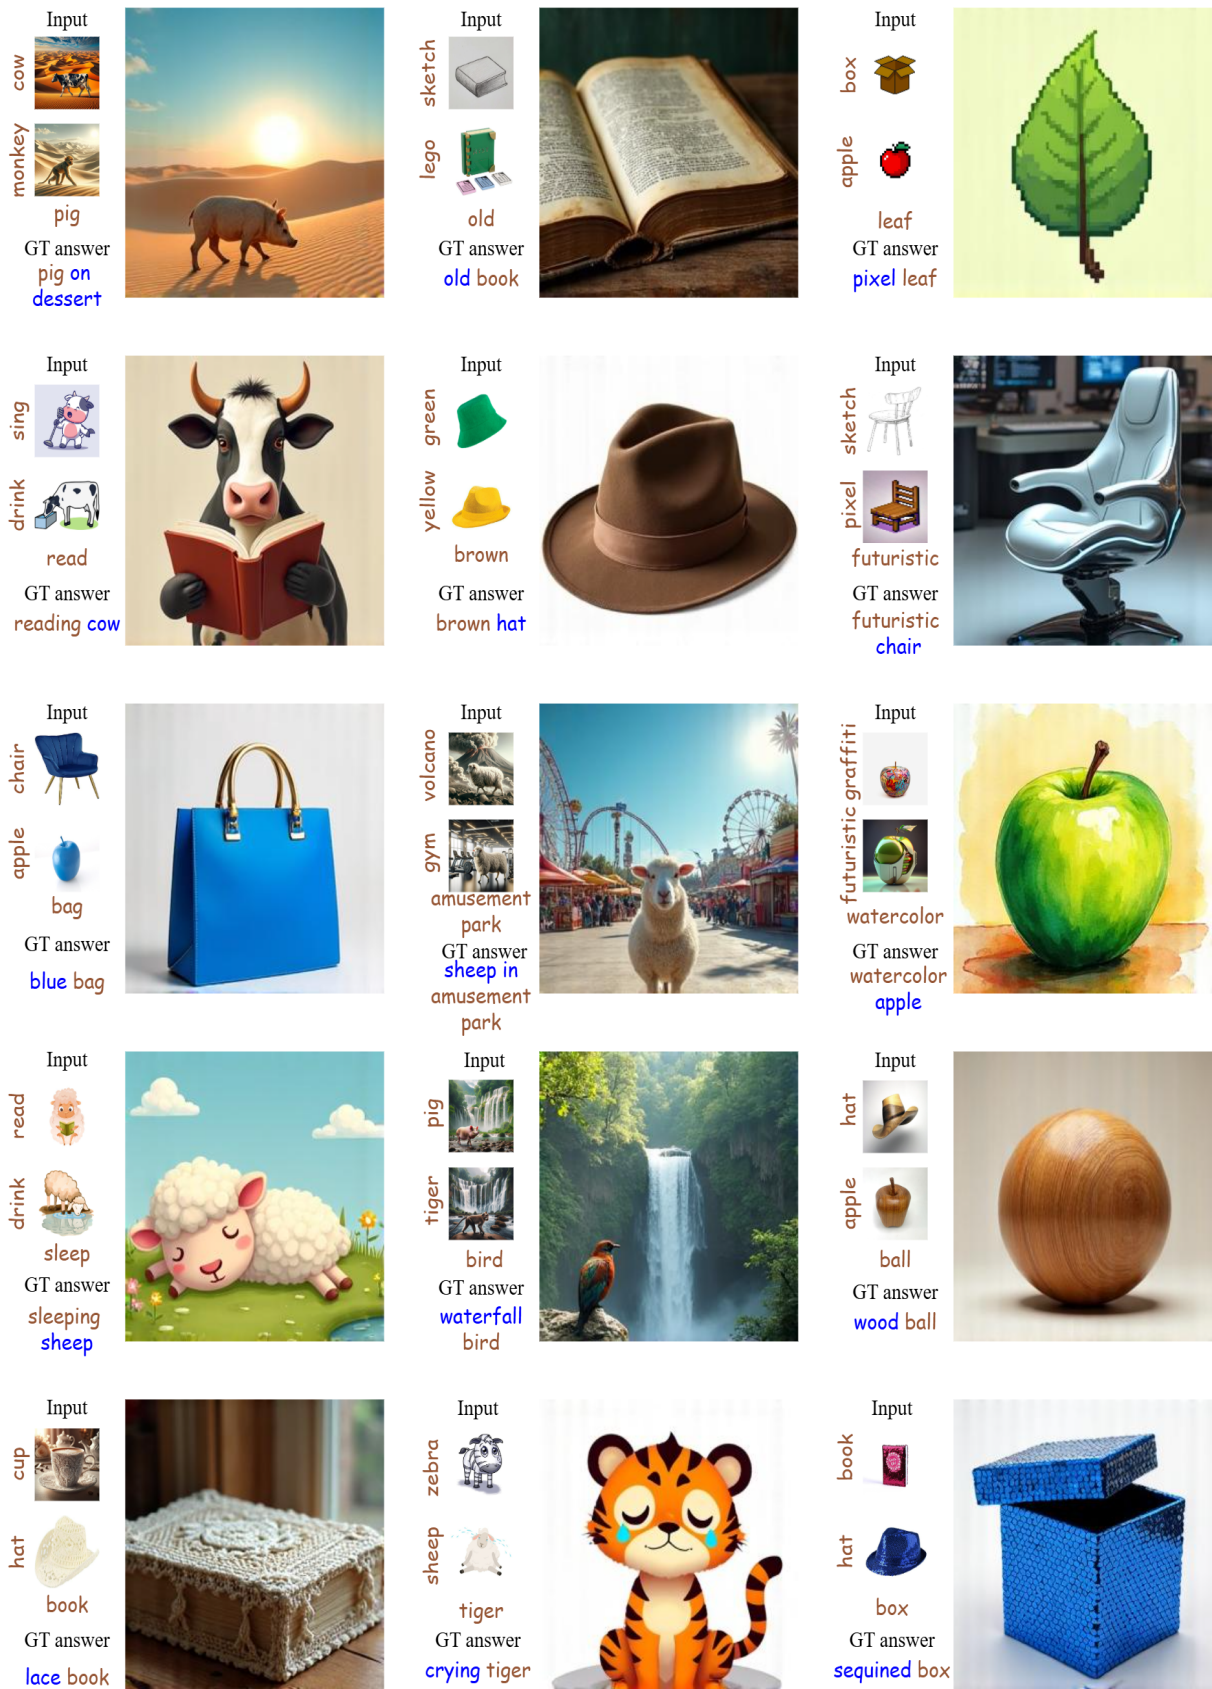 Input
cow
monkey
pig
GT answer
pig on
dessert
Input
sketch
lego
old
GT answer
old book
Input
box
apple
leaf
GT answer
pixel leaf
Input
sing
drink
read
GT answer
reading cow
Input
green
yellow
brown
GT answer
brown hat
Input
sketch
pixel
futuristic
GT answer
futuristic
chair
Input
chair
apple
bag
GT answer
blue bag
Input
volcano
gym
amusement
park
GT answer
sheep in
amusement
park
Input
graffiti
futuristic
watercolor
GT answer
watercolor
apple
Input
read
drink
sleep
GT answer
sleeping
sheep
Input
pig
tiger
bird
GT answer
waterfall
bird
Input
hat
apple
ball
GT answer
wood ball
Input
cup
hat
book
GT answer
lace book
Input
zebra
sheep
tiger
GT answer
crying tiger
Input
book
hat
box
GT answer
sequined box